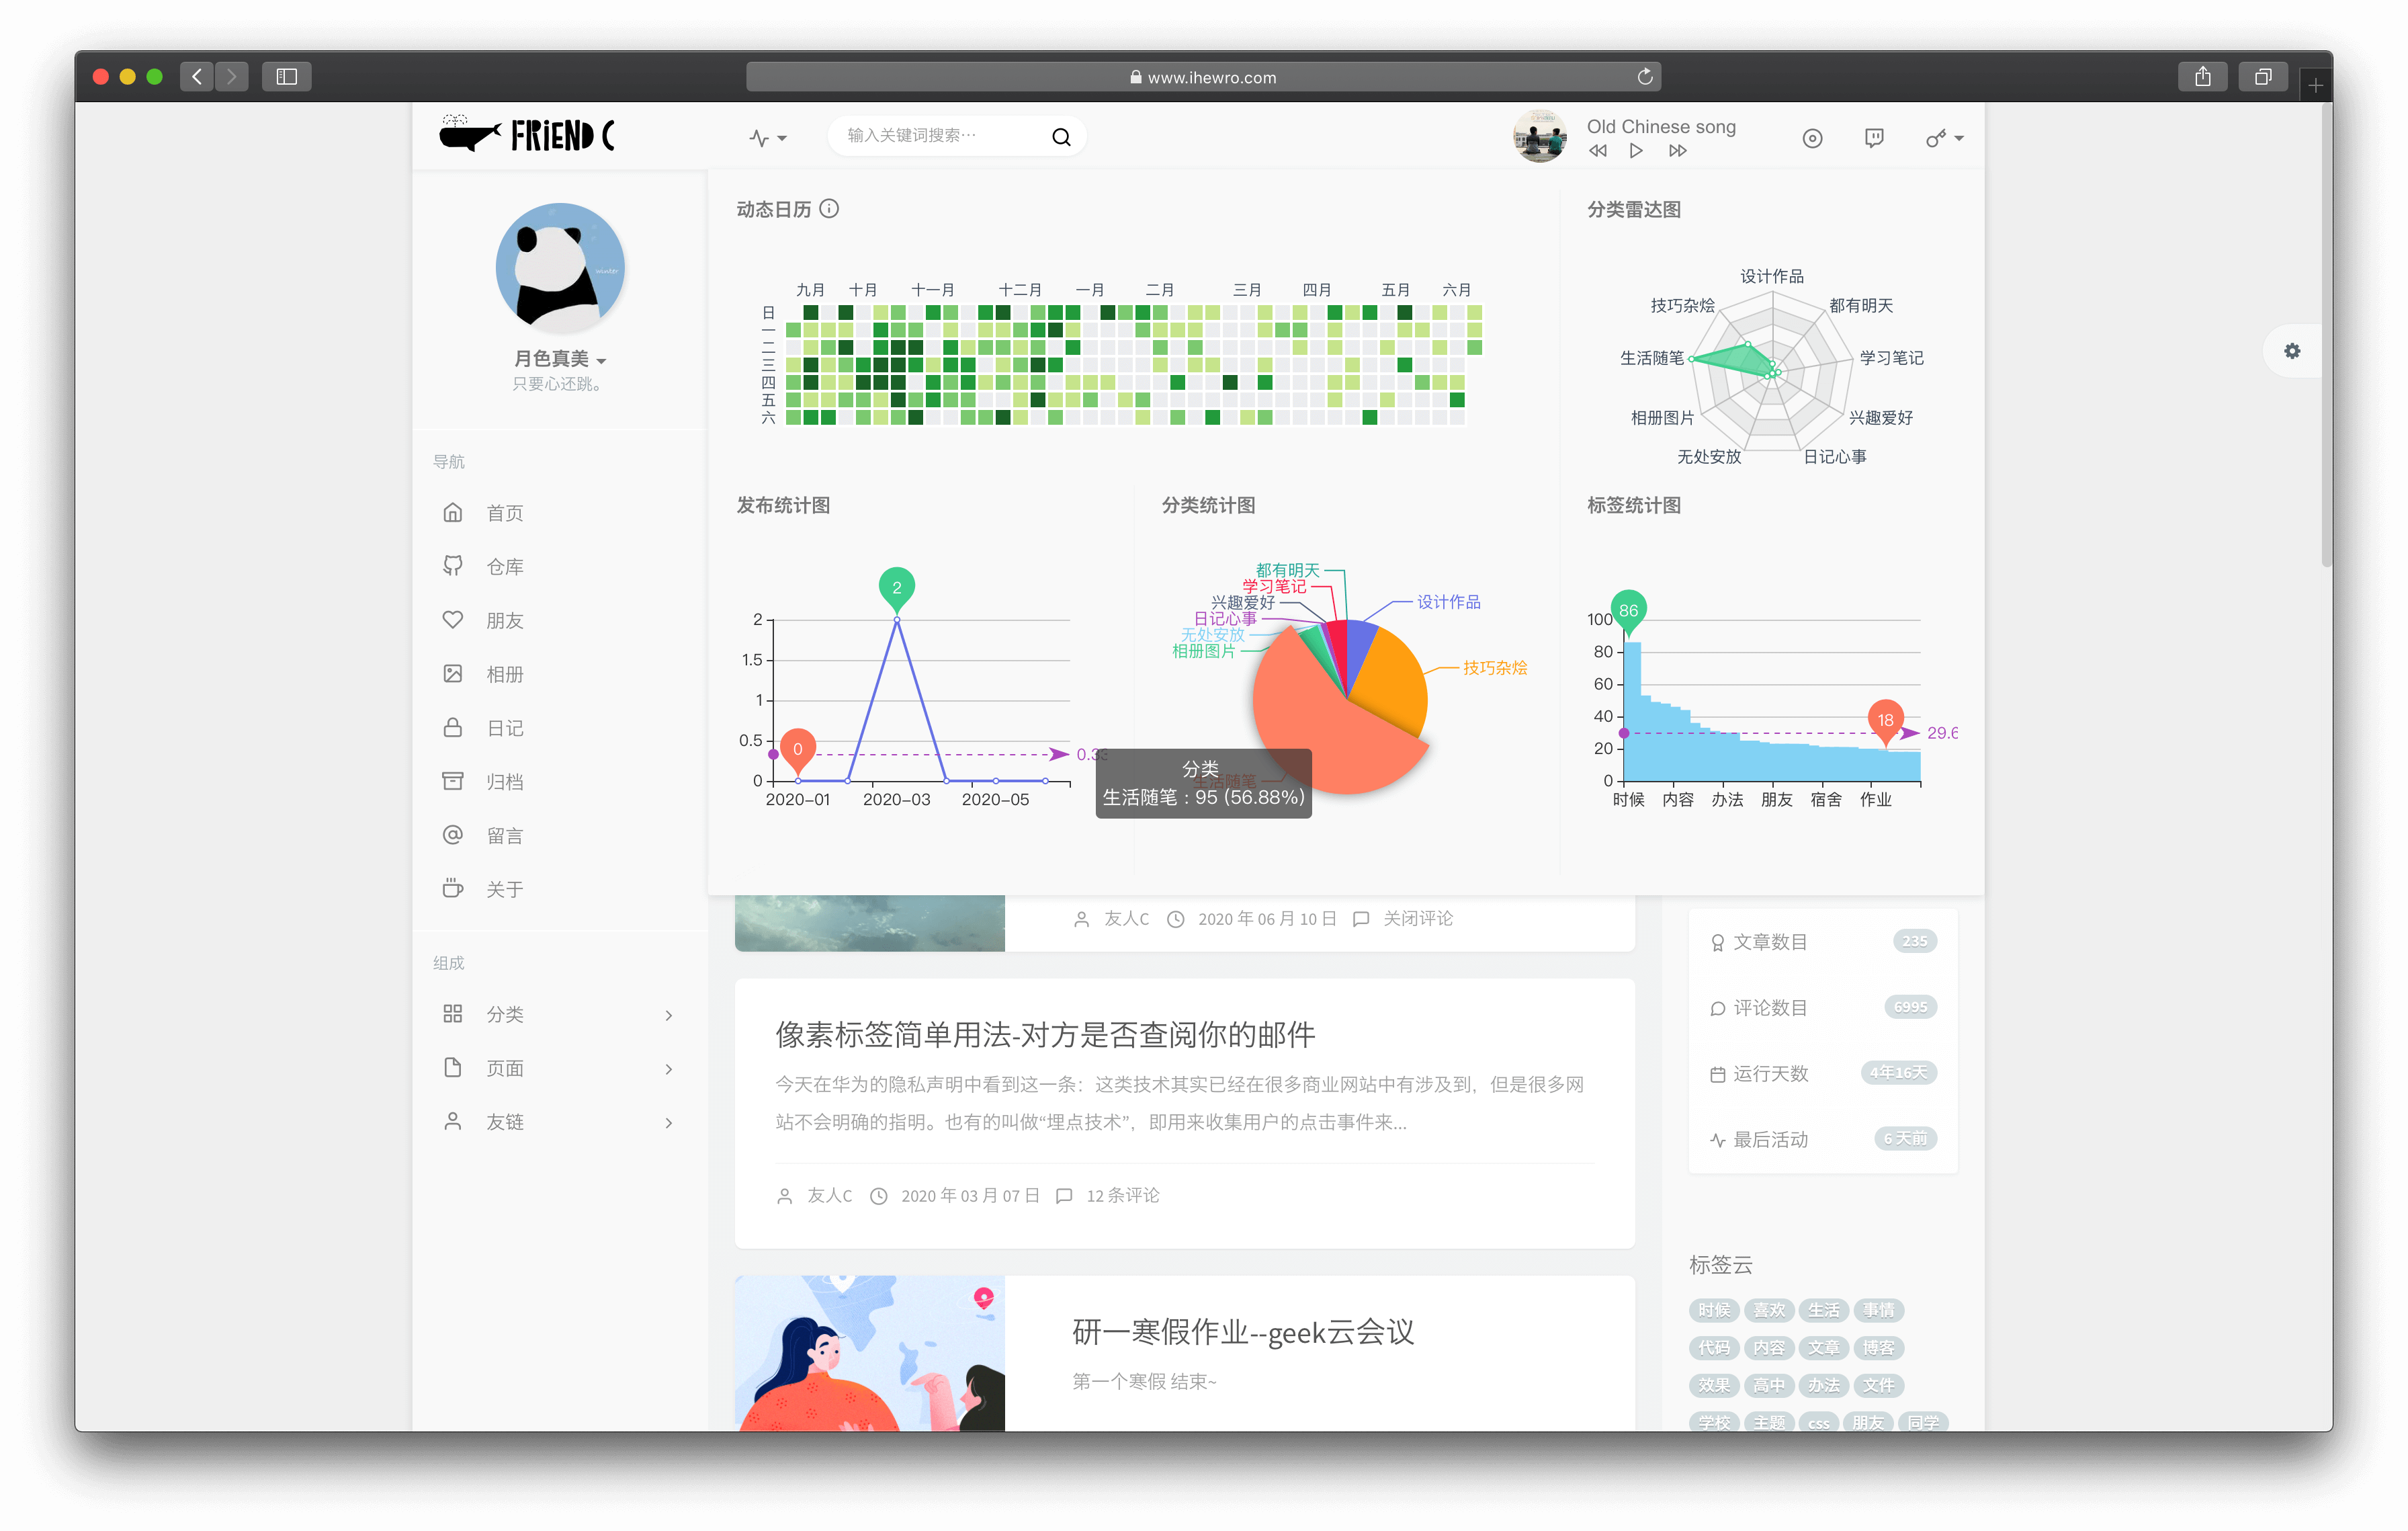 www.ihewro.com
FRiEND C
输入关键词搜索…
Old Chinese song
winter
月色真美
只要心还跳。
导航
首页
仓库
朋友
相册
日记
归档
留言
关于
组成
分类
页面
友链
动态日历
九月 十月 十一月 十二月 一月 二月 三月 四月 五月 六月
日
一
二
三
四
五
六
分类雷达图
设计作品
技巧杂烩
都有明天
生活随笔
学习笔记
相册图片
兴趣爱好
无处安放
日记心事
发布统计图
2
2
1.5
1
0.5
0
0
2020-01 2020-03 2020-05
分类统计图
都有明天
学习笔记
兴趣爱好
设计作品
日记心事
无处安放
相册图片
技巧杂烩
生活随笔
分类
生活随笔 : 95 (56.88%)
标签统计图
86
100
80
60
40
18
29.6
20
0
时候 内容 办法 朋友 宿舍 作业
友人C 2020 年 06 月 10 日 关闭评论
像素标签简单用法-对方是否查阅你的邮件
今天在华为的隐私声明中看到这一条：这类技术其实已经在很多商业网站中有涉及到，但是很多网
站不会明确的指明。也有的叫做“埋点技术”，即用来收集用户的点击事件来...
友人C 2020 年 03 月 07 日 12 条评论
研一寒假作业--geek云会议
第一个寒假 结束~
文章数目 235
评论数目 6995
运行天数 4年16天
最后活动 6 天前
标签云
时候 喜欢 生活 事情
代码 内容 文章 博客
效果 高中 办法 文件
学校 主题 css 朋友 同学